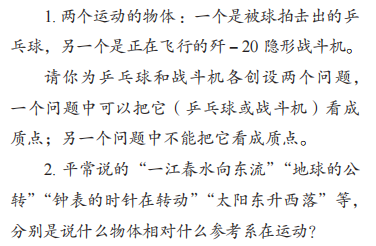 1. 两个运动的物体：一个是被球拍击出的乒
乓球，另一个是正在飞行的歼－20 隐形战斗机。
请你为乒乓球和战斗机各创设两个问题，
一个问题中可以把它（乒乓球或战斗机）看成
质点；另一个问题中不能把它看成质点。
2. 平常说的“一江春水向东流”“地球的公
转”“钟表的时针在转动”“太阳东升西落”等，
分别是说什么物体相对什么参考系在运动？